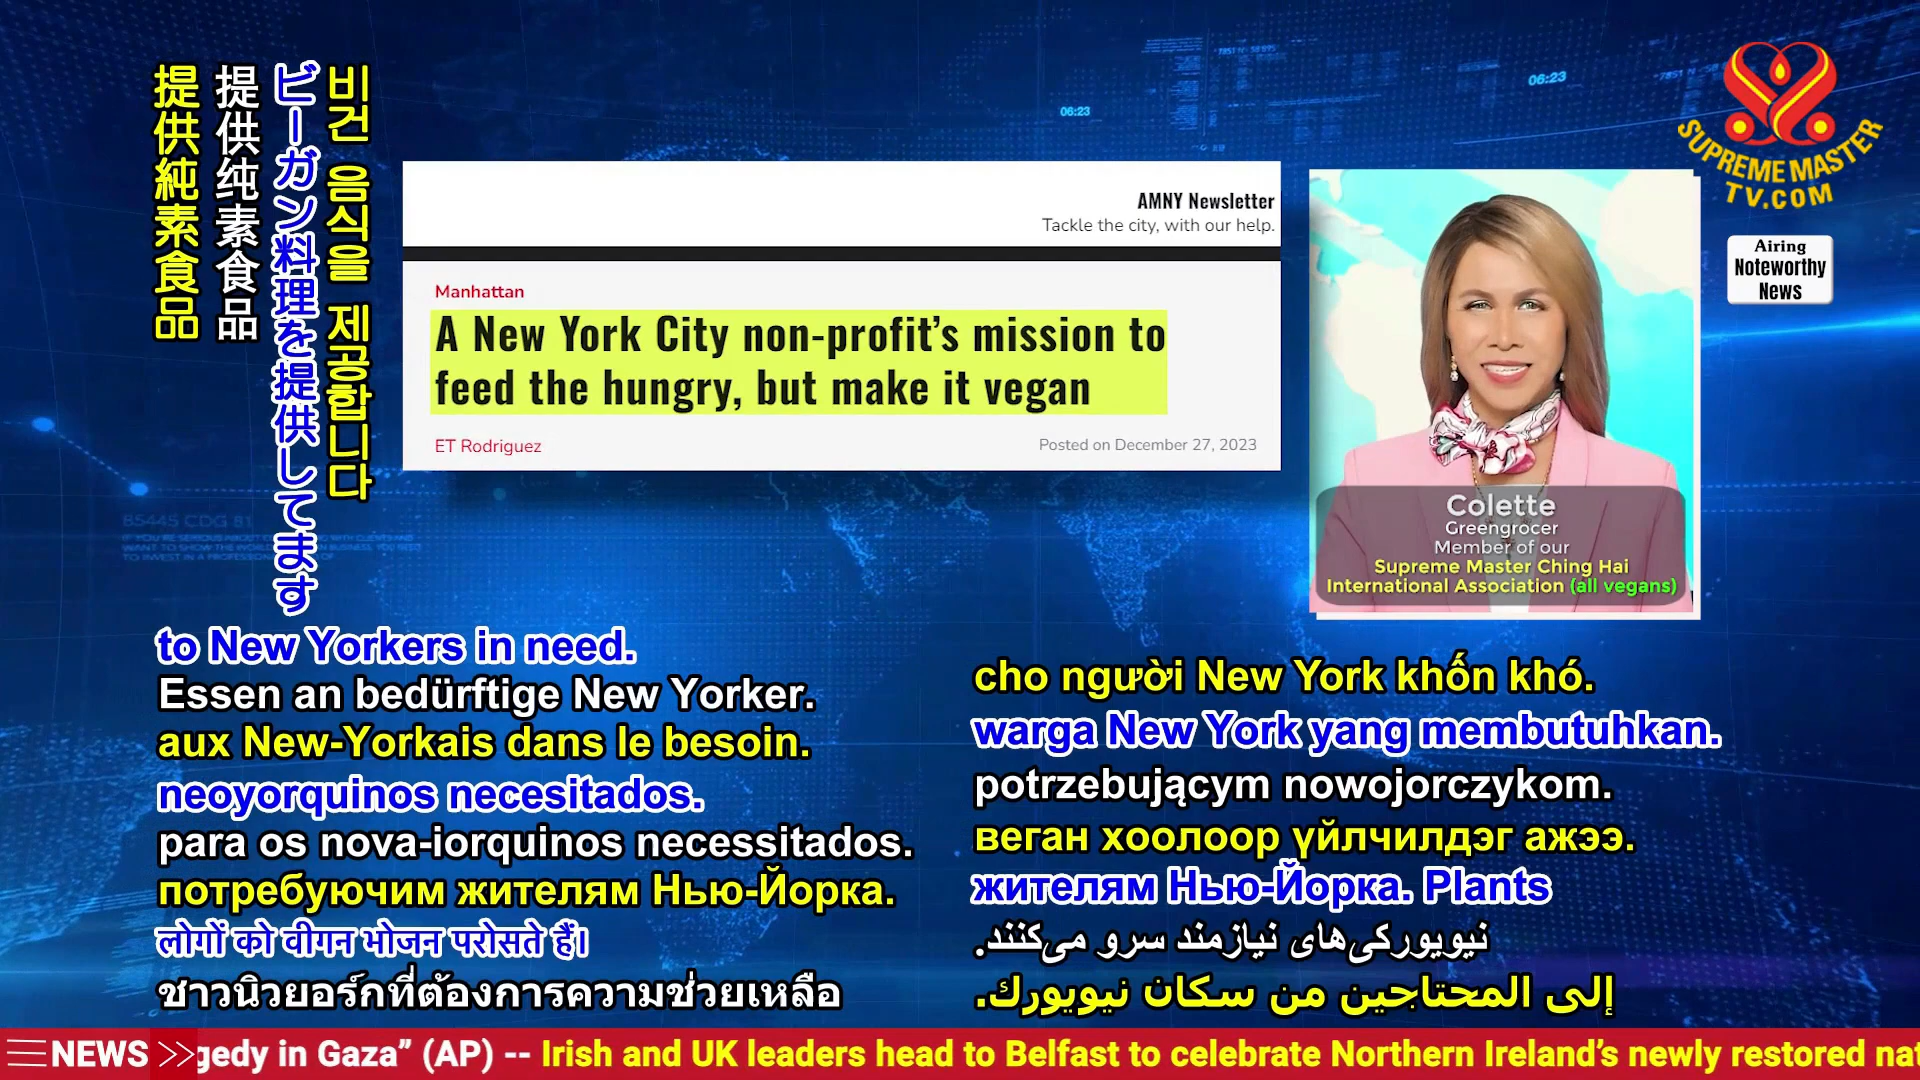 提供純素食品
提供纯素食品
ビーガン料理を提供してます
비건 음식을 제공합니다
AMNY Newsletter
Tackle the city, with our help.
Manhattan
A New York City non-profit’s mission to
feed the hungry, but make it vegan
ET Rodriguez
Posted on December 27, 2023
06:23
06:23
SUPREME MASTER
TV.COM
Airing
Noteworthy
News
Colette
Greengrocer
Member of our
Supreme Master Ching Hai
International Association (all vegans)
85445 CDG 81
to New Yorkers in need.
Essen an bedürftige New Yorker.
aux New-Yorkais dans le besoin.
neoyorquinos necesitados.
para os nova-iorquinos necessitados.
потребуючим жителям Нью-Йорка.
लोगों को वीगन भोजन परोसते हैं।
ชาวนิวยอร์กที่ต้องการความช่วยเหลือ
cho người New York khốn khó.
warga New York yang membutuhkan.
potrzebującym nowojorczykom.
веган хоолоор үйлчилдэг ажээ.
жителям Нью-Йорка. Plants
نیویورکی‌های نیازمند سرو می‌کنند.
إلى المحتاجين من سكان نيويورك.
NEWS
gedy in Gaza” (AP) -- Irish and UK leaders head to Belfast to celebrate Northern Ireland’s newly restored nat